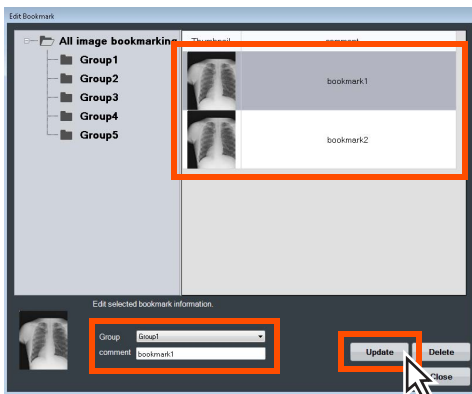 Edit Bookmark
All image bookmarking
Thumbnail comment
Group1
Group2
Group3
Group4
Group5
bookmark1
bookmark2
Edit selected bookmark information.
Group Group1
comment bookmark1
Update Delete
Close